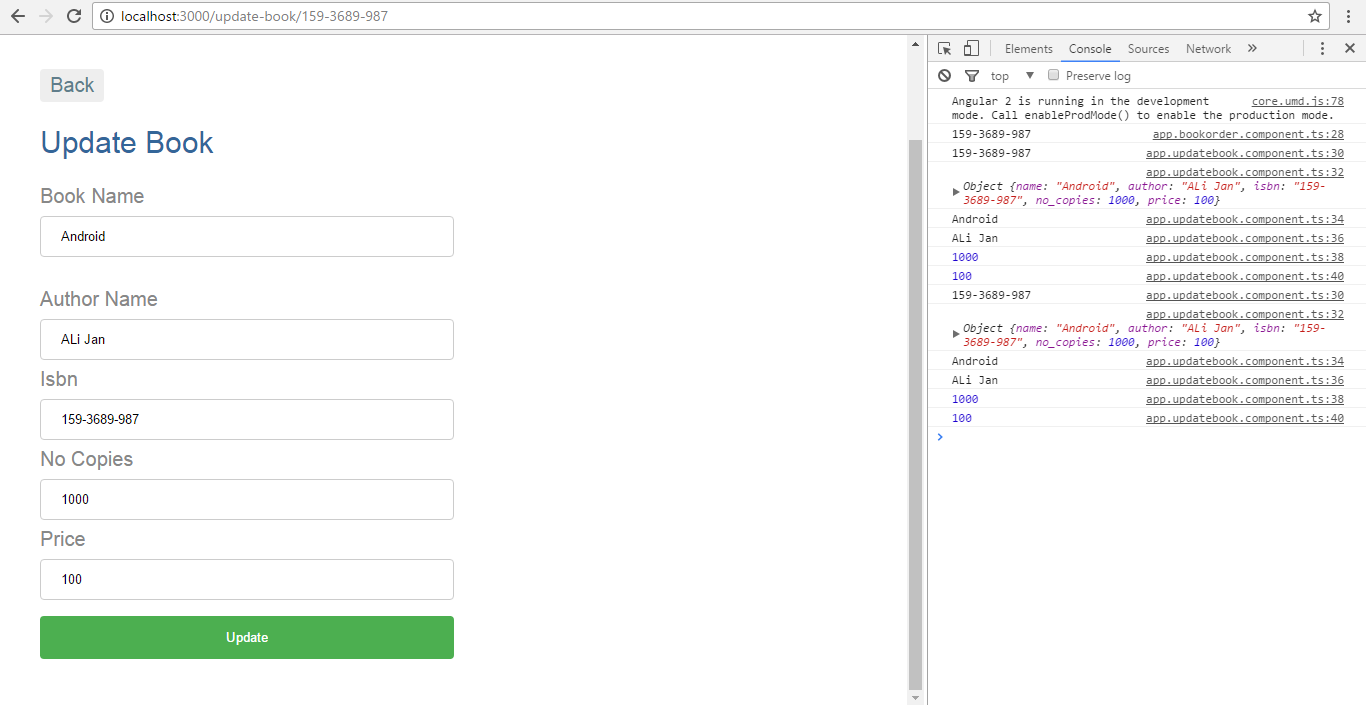 localhost:3000/update-book/159-3689-987
Back
Update Book
Book Name
Android
Author Name
ALi Jan
Isbn
159-3689-987
No Copies
1000
Price
100
Update
Elements Console Sources Network »
top ▼ Preserve log
Angular 2 is running in the development core.umd.js:78
mode. Call enableProdMode() to enable the production mode.
159-3689-987 app.bookorder.component.ts:28
159-3689-987 app.updatebook.component.ts:30
app.updatebook.component.ts:32
Object {name: "Android", author: "ALi Jan", isbn: "159-
3689-987", no_copies: 1000, price: 100}
Android app.updatebook.component.ts:34
ALi Jan app.updatebook.component.ts:36
1000 app.updatebook.component.ts:38
100 app.updatebook.component.ts:40
159-3689-987 app.updatebook.component.ts:30
app.updatebook.component.ts:32
Object {name: "Android", author: "ALi Jan", isbn: "159-
3689-987", no_copies: 1000, price: 100}
Android app.updatebook.component.ts:34
ALi Jan app.updatebook.component.ts:36
1000 app.updatebook.component.ts:38
100 app.updatebook.component.ts:40